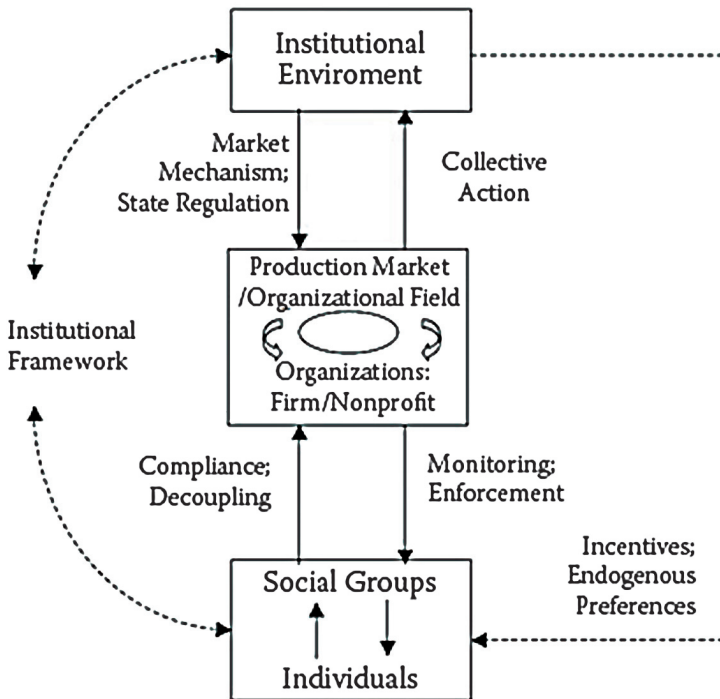 Institutional
Enviroment
Market
Mechanism;
State Regulation
Collective
Action
Production Market
/Organizational Field
Organizations:
Firm/Nonprofit
Institutional
Framework
Compliance;
Decoupling
Monitoring;
Enforcement
Incentives;
Endogenous
Preferences
Social Groups
Individuals